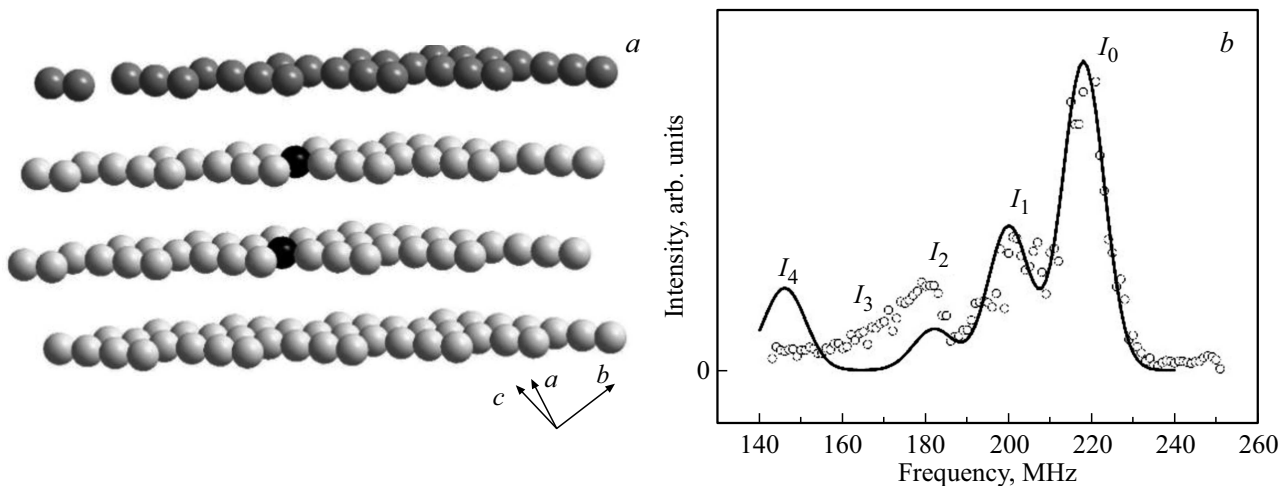 a
c
a
b
Intensity, arb. units
0
b
I0
I1
I2
I3
I4
140 160 180 200 220 240 260
Frequency, MHz